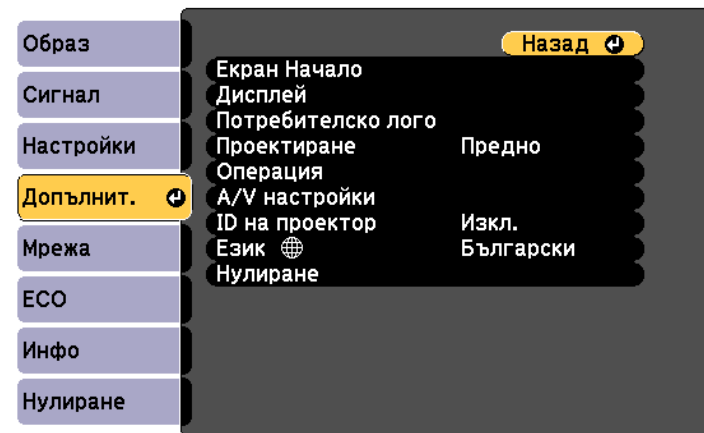 Образ
Сигнал
Настройки
Допълнит.
Мрежа
ECO
Инфо
Нулиране
Назад
Екран Начало
Дисплей
Потребителско лого
Проектиране Предно
Операция
A/V настройки
ID на проектор Изкл.
Език Български
Нулиране